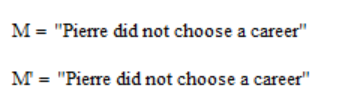 M = "Pierre did not choose a career"
M' = "Pierre did not choose a career"